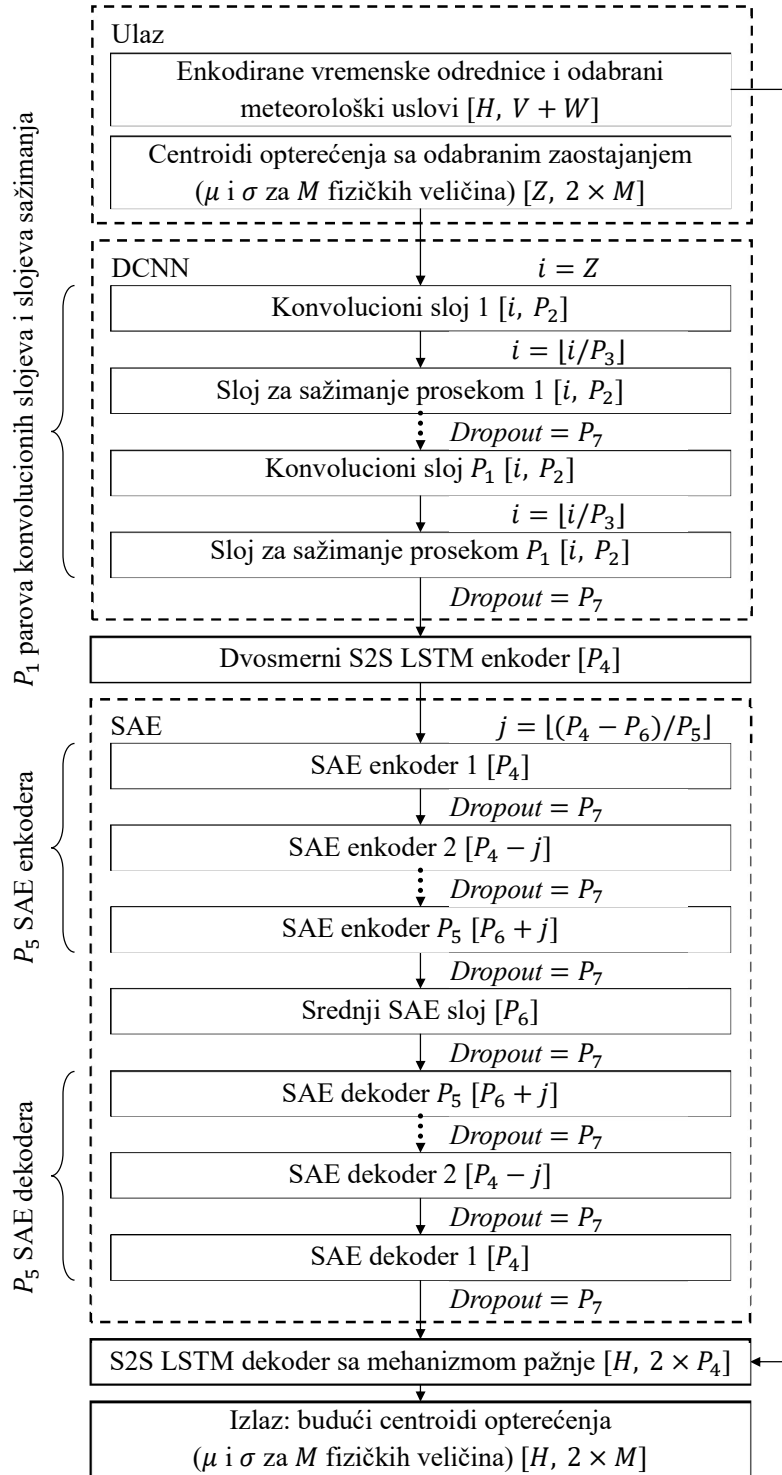 Ulaz
Enkodirane vremenske odrednice i odabrani
meteorološki uslovi [𝐻, 𝑉 + 𝑊]
Centroidi opterećenja sa odabranim zaostajanjem
(𝜇 i 𝜎 za 𝑀 fizičkih veličina) [𝑍, 2 × 𝑀]
P₁ parova konvolucionih slojeva i slojeva sažimanja
DCNN
i = Z
Konvolucioni sloj 1 [i, P₂]
i = ⌊i/P₃⌋
Sloj za sažimanje prosekom 1 [i, P₂]
Dropout = P₇
Konvolucioni sloj P₁ [i, P₂]
i = ⌊i/P₃⌋
Sloj za sažimanje prosekom P₁ [i, P₂]
Dropout = P₇
Dvosmerni S2S LSTM enkoder [P₄]
SAE
j = ⌊(P₄ − P₆)/P₅⌋
P₅ SAE enkodera
SAE enkoder 1 [P₄]
Dropout = P₇
SAE enkoder 2 [P₄ − j]
Dropout = P₇
SAE enkoder P₅ [P₆ + j]
Dropout = P₇
Srednji SAE sloj [P₆]
Dropout = P₇
P₅ SAE dekodera
SAE dekoder P₅ [P₆ + j]
Dropout = P₇
SAE dekoder 2 [P₄ − j]
Dropout = P₇
SAE dekoder 1 [P₄]
Dropout = P₇
S2S LSTM dekoder sa mehanizmom pažnje [H, 2 × P₄]
Izlaz: budući centroidi opterećenja
(μ i σ za M fizičkih veličina) [H, 2 × M]